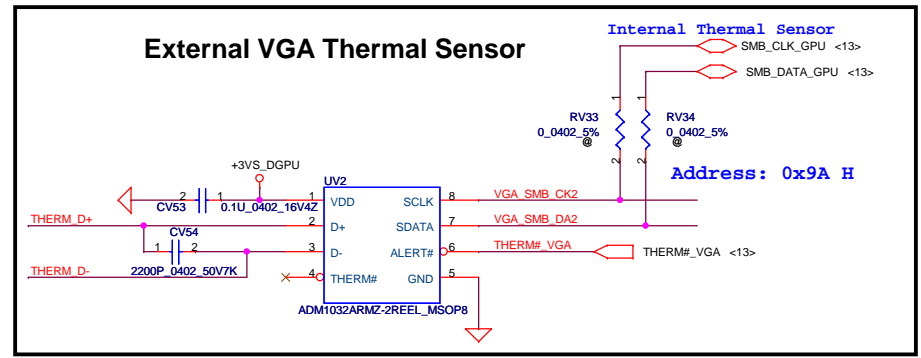 Internal Thermal Sensor
External VGA Thermal Sensor
SMB_CLK_GPU <13>
SMB_DATA_GPU <13>
1 1
RV33 RV34
0_0402_5% 0_0402_5%
@ @
2 2
+3VS_DGPU
Address: 0x9A H
UV2
2 1 1 VDD SCLK 8 VGA_SMB_CK2
CV53 0.1U_0402_16V4Z
THERM_D+ 2 D+ SDATA 7 VGA_SMB_DA2
CV54
1 2 3 D- ALERT# 6 THERM#_VGA THERM#_VGA <13>
THERM_D- 2200P_0402_50V7K 4 THERM# GND 5
ADM1032ARMZ-2REEL_MSOP8